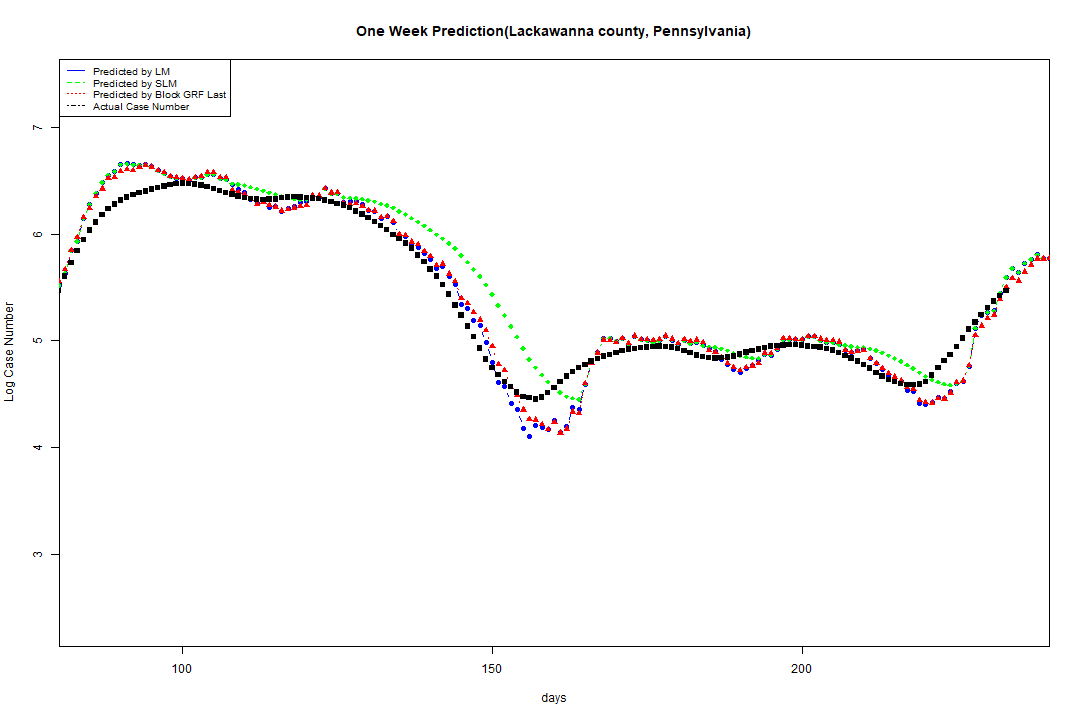 One Week Prediction(Lackawanna county, Pennsylvania)
Predicted by LM
Predicted by SLM
Predicted by Block GRF Last
Actual Case Number
7
6
5
4
3
Log Case Number
100 150 200
days